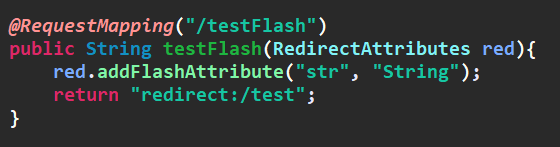 @RequestMapping("/testFlash")
public String testFlash(RedirectAttributes red){
    red.addFlashAttribute("str", "String");
    return "redirect:/test";
}